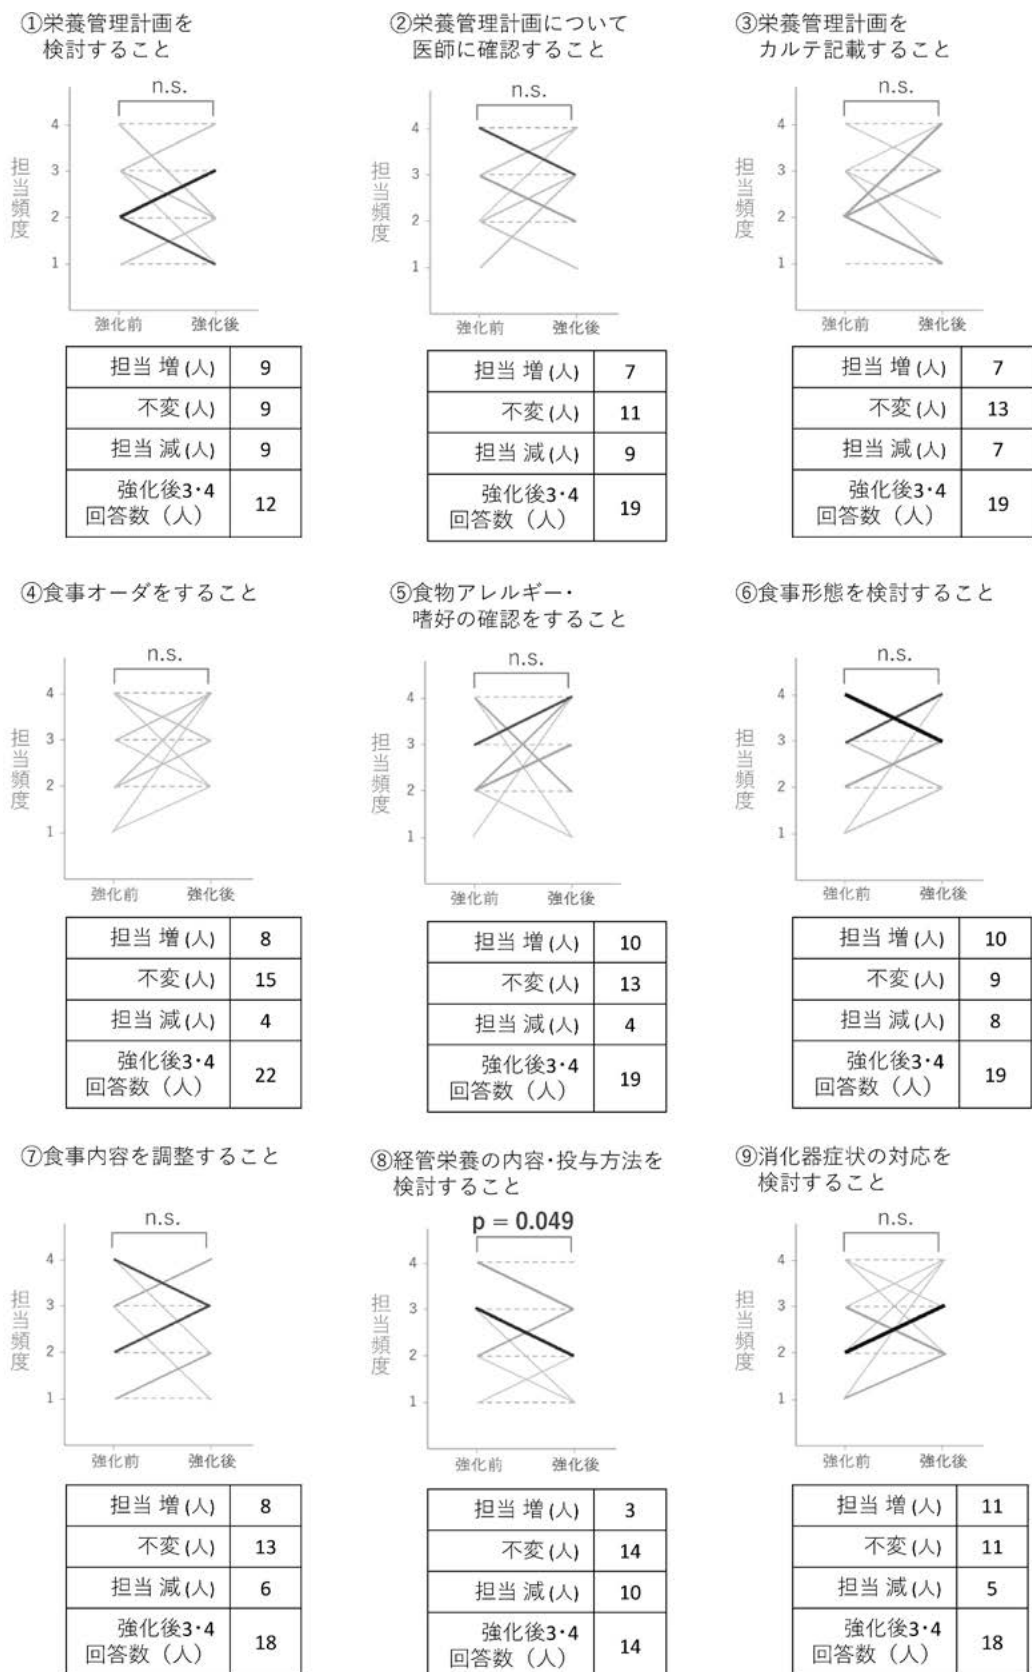 ①栄養管理計画を
検討すること
n.s.
担当頻度
4
3
2
1
強化前 強化後
担当 増(人) 9
不変(人) 9
担当 減(人) 9
強化後3・4
回答数（人） 12
②栄養管理計画について
医師に確認すること
n.s.
担当頻度
4
3
2
1
強化前 強化後
担当 増(人) 7
不変(人) 11
担当 減(人) 9
強化後3・4
回答数（人） 19
③栄養管理計画を
カルテ記載すること
n.s.
担当頻度
4
3
2
1
強化前 強化後
担当 増(人) 7
不変(人) 13
担当 減(人) 7
強化後3・4
回答数（人） 19
④食事オーダをすること
n.s.
担当頻度
4
3
2
1
強化前 強化後
担当 増(人) 8
不変(人) 15
担当 減(人) 4
強化後3・4
回答数（人） 22
⑤食物アレルギー・
嗜好の確認をすること
n.s.
担当頻度
4
3
2
1
強化前 強化後
担当 増(人) 10
不変(人) 13
担当 減(人) 4
強化後3・4
回答数（人） 19
⑥食事形態を検討すること
n.s.
担当頻度
4
3
2
1
強化前 強化後
担当 増(人) 10
不変(人) 9
担当 減(人) 8
強化後3・4
回答数（人） 19
⑦食事内容を調整すること
n.s.
担当頻度
4
3
2
1
強化前 強化後
担当 増(人) 8
不変(人) 13
担当 減(人) 6
強化後3・4
回答数（人） 18
⑧経管栄養の内容・投与方法を
検討すること
p = 0.049
担当頻度
4
3
2
1
強化前 強化後
担当 増(人) 3
不変(人) 14
担当 減(人) 10
強化後3・4
回答数（人） 14
⑨消化器症状の対応を
検討すること
n.s.
担当頻度
4
3
2
1
強化前 強化後
担当 増(人) 11
不変(人) 11
担当 減(人) 5
強化後3・4
回答数（人） 18